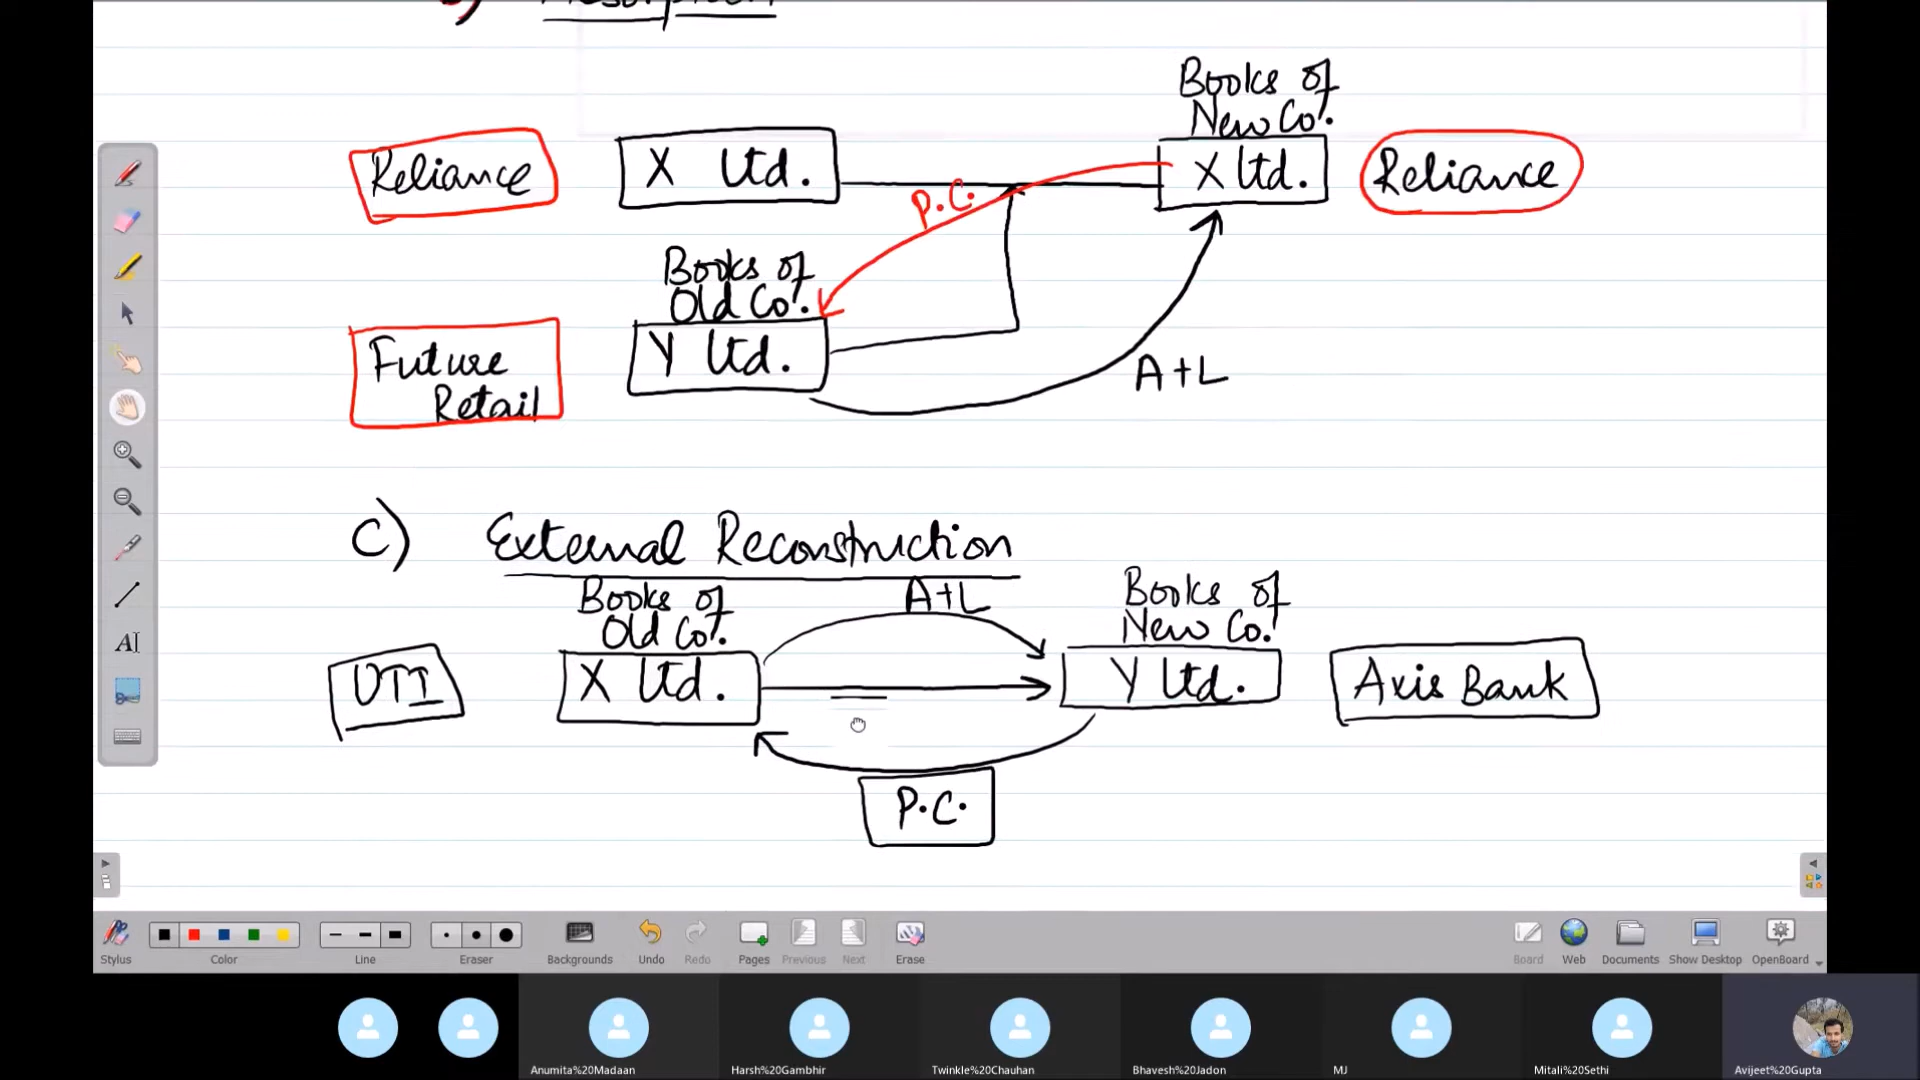 Absorption
Books of
New Co.
Reliance
X Ltd.
P.C.
X Ltd.
Reliance
Books of
Old Co.
Future
Retail
Y Ltd.
A+L
C) External Reconstruction
Books of
Old Co.
A+L
Books of
New Co.
UTI
X Ltd.
Y Ltd.
Axis Bank
P.C.
Stylus
Color
Line
Eraser
Backgrounds
Undo
Redo
Pages
Previous
Next
Erase
Board
Web
Documents
Show Desktop
OpenBoard
Anumita%20Madaan
Harsh%20Gambhir
Twinkle%20Chauhan
Bhavesh%20Jadon
MJ
Mitali%20Sethi
Avijeet%20Gupta